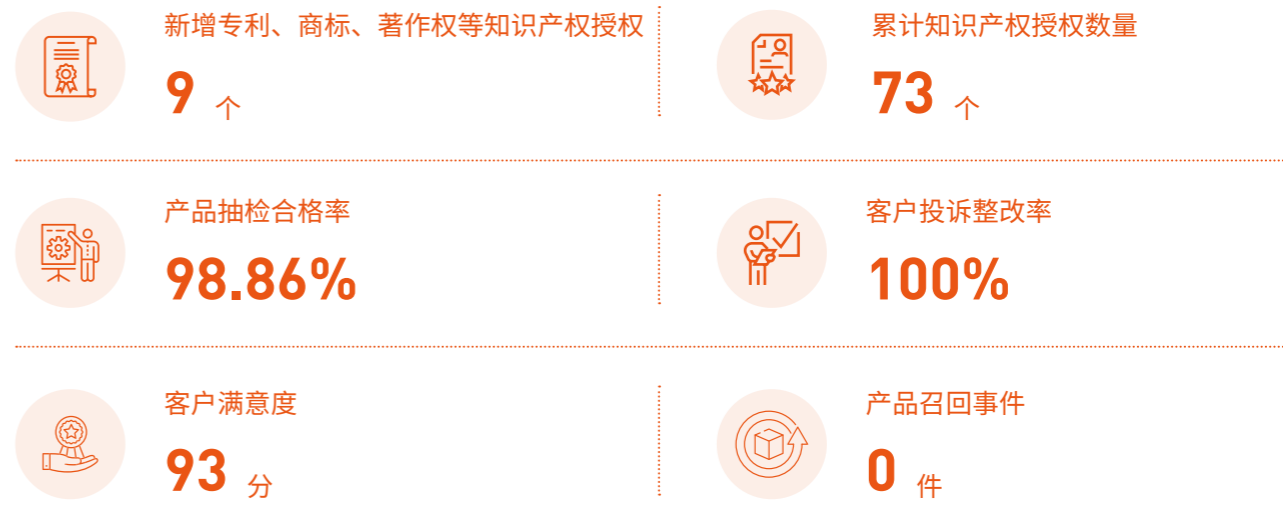 新增专利、商标、著作权等知识产权授权
9 个
累计知识产权授权数量
73 个
产品抽检合格率
98.86%
客户投诉整改率
100%
客户满意度
93 分
产品召回事件
0 件